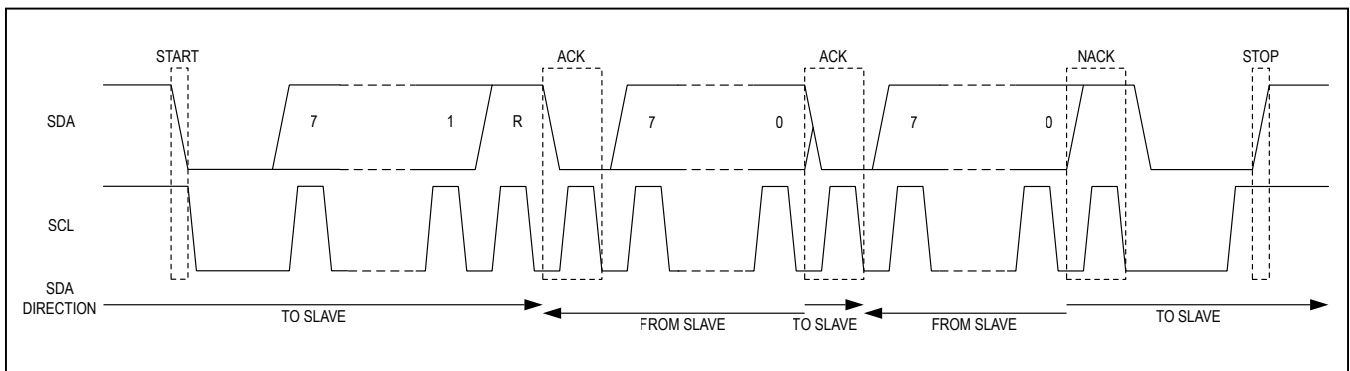 START ACK ACK NACK STOP
SDA 7 1 R 7 0 7 0
SCL
SDA
DIRECTION
TO SLAVE FROM SLAVE TO SLAVE FROM SLAVE TO SLAVE